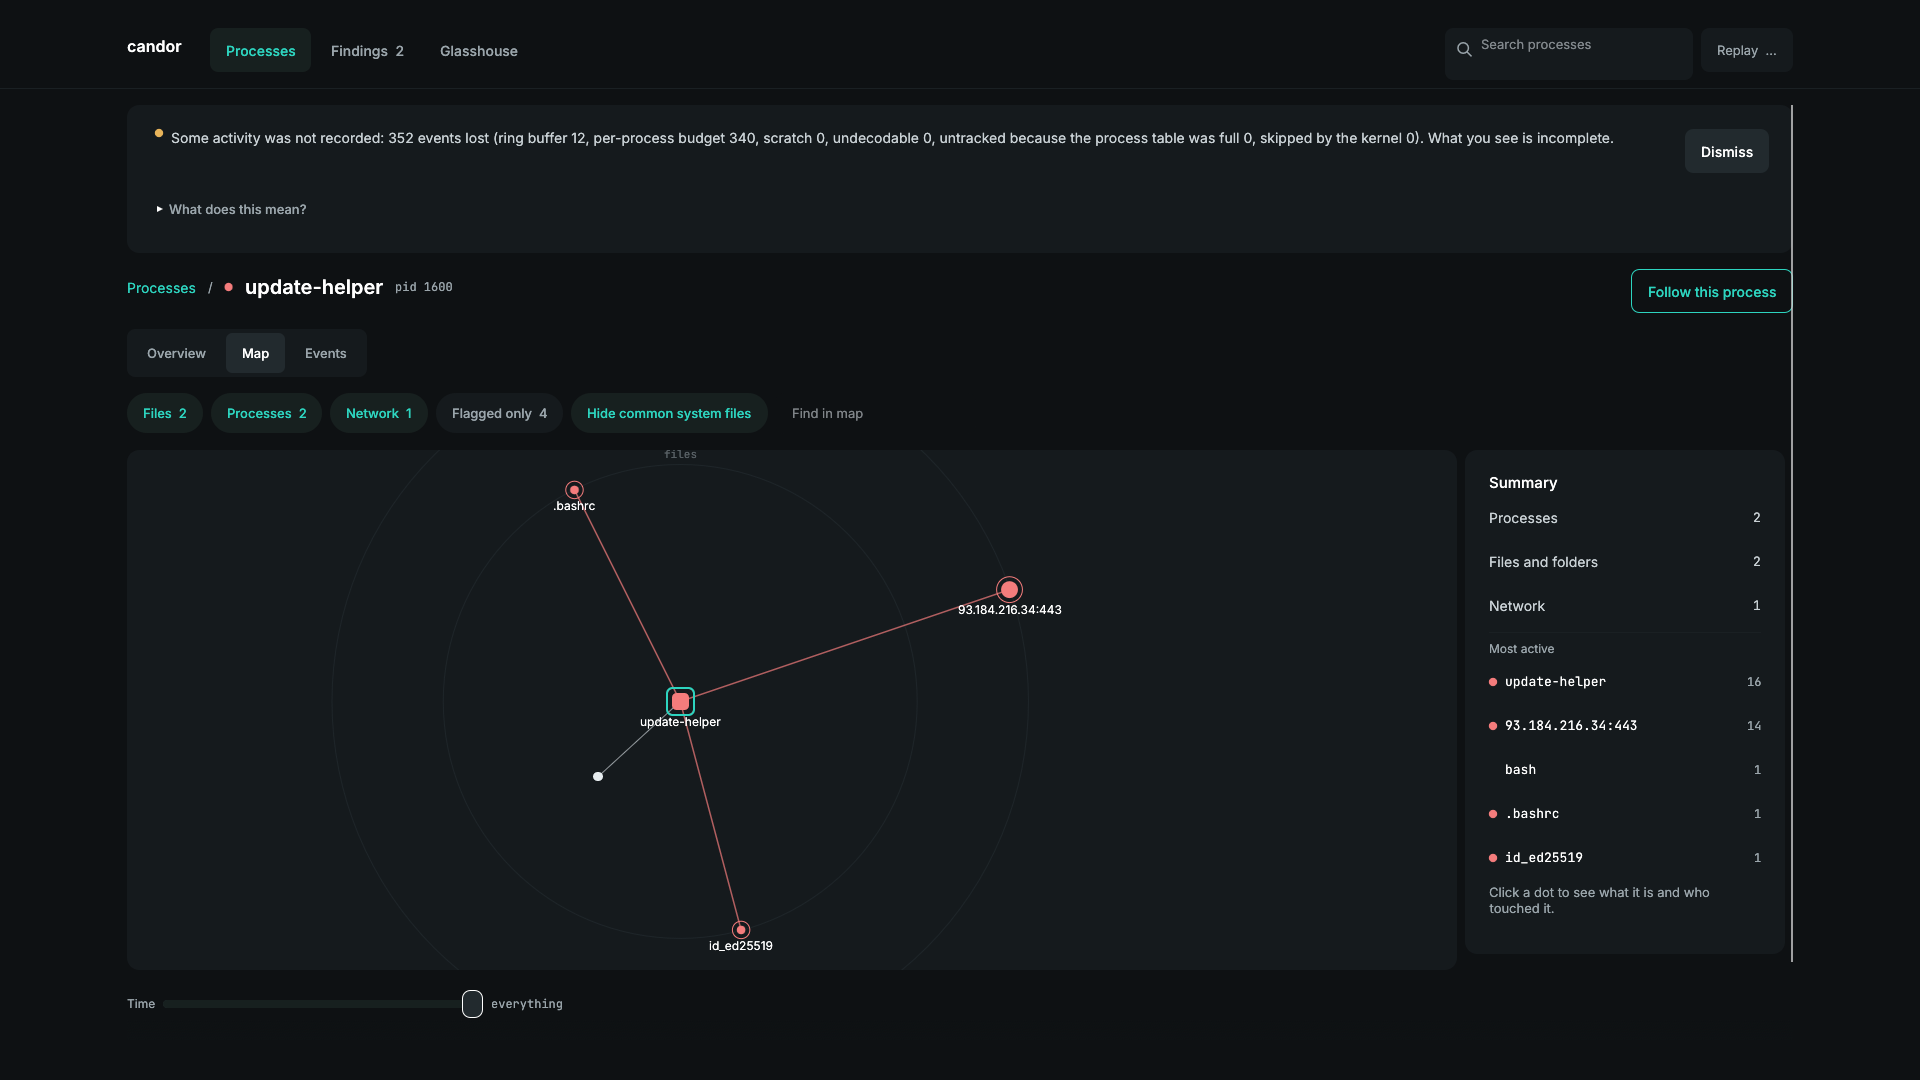 candor
Processes
Findings 2
Glasshouse
Search processes
Replay ...
Some activity was not recorded: 352 events lost (ring buffer 12, per-process budget 340, scratch 0, undecodable 0, untracked because the process table was full 0, skipped by the kernel 0). What you see is incomplete.
Dismiss
What does this mean?
Processes / update-helper pid 1600
Follow this process
Overview
Map
Events
Files 2
Processes 2
Network 1
Flagged only 4
Hide common system files
Find in map
files
.bashrc
93.184.216.34:443
update-helper
id_ed25519
Summary
Processes 2
Files and folders 2
Network 1
Most active
update-helper 16
93.184.216.34:443 14
bash 1
.bashrc 1
id_ed25519 1
Click a dot to see what it is and who
touched it.
Time
everything